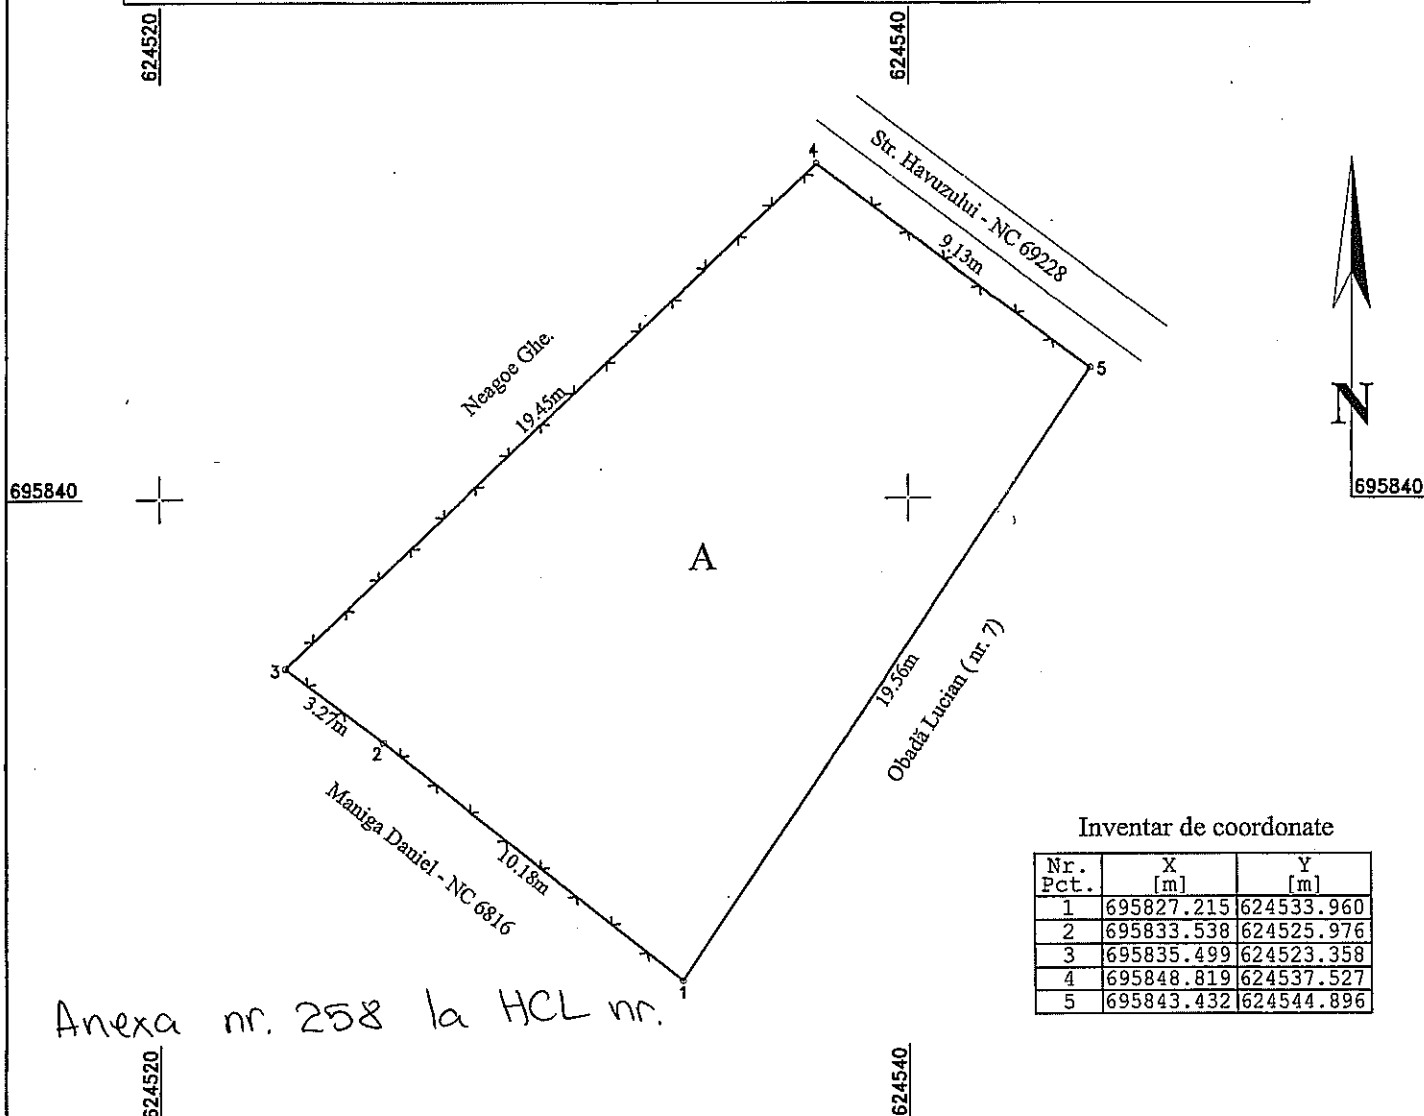 624520
624540
4
Str. Havuzului - NC 69228
9.13m
5
Neagoe Ghe.
19.45m
N
695840
695840
A
3
3.27m
2
Obadă Lucian ( nr. 7)
19.56m
Maniga Daniel - NC 6816
10.18m
1
Inventar de coordonate
Nr. Pct. X [m] Y [m]
1 695827.215 624533.960
2 695833.538 624525.976
3 695835.499 624523.358
4 695848.819 624537.527
5 695843.432 624544.896
Anexa nr. 258 la HCL nr.
624520
624540